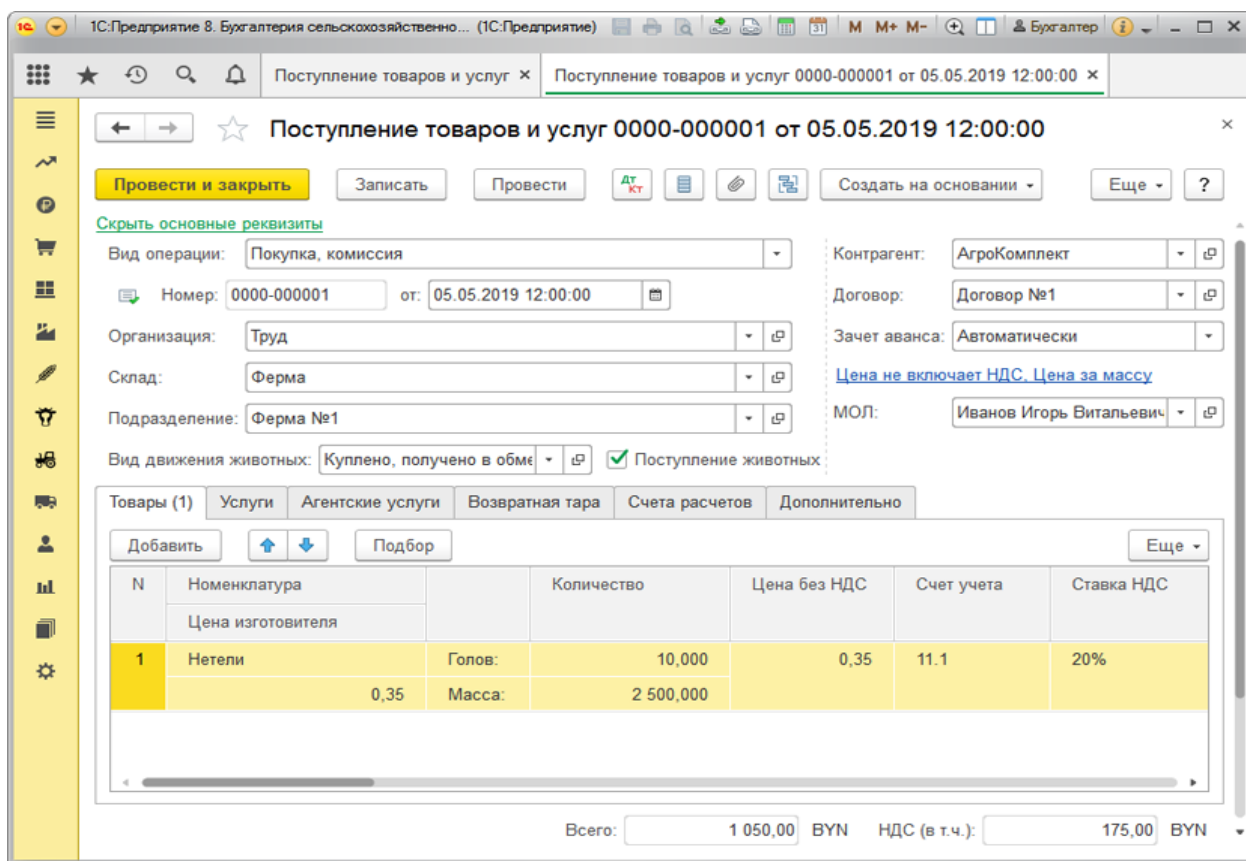 1С:Предприятие 8. Бухгалтерия сельскохозяйственно... (1С:Предприятие) 31 M M+ M- Бухгалтер
Поступление товаров и услуг × Поступление товаров и услуг 0000-000001 от 05.05.2019 12:00:00 ×
Поступление товаров и услуг 0000-000001 от 05.05.2019 12:00:00 ×
Провести и закрыть Записать Провести Дт Кт Создать на основании Еще ?
Скрыть основные реквизиты
Вид операции: Покупка, комиссия Контрагент: АгроКомплект
Номер: 0000-000001 от: 05.05.2019 12:00:00 Договор: Договор №1
Организация: Труд Зачет аванса: Автоматически
Склад: Ферма Цена не включает НДС, Цена за массу
Подразделение: Ферма №1 МОЛ: Иванов Игорь Витальевич
Вид движения животных: Куплено, получено в обме Поступление животных
Товары (1) Услуги Агентские услуги Возвратная тара Счета расчетов Дополнительно
Добавить Подбор Еще
N Номенклатура Количество Цена без НДС Счет учета Ставка НДС
Цена изготовителя
1 Нетели Голов: 10,000 0,35 11.1 20%
0,35 Масса: 2 500,000
Всего: 1 050,00 BYN НДС (в т.ч.): 175,00 BYN